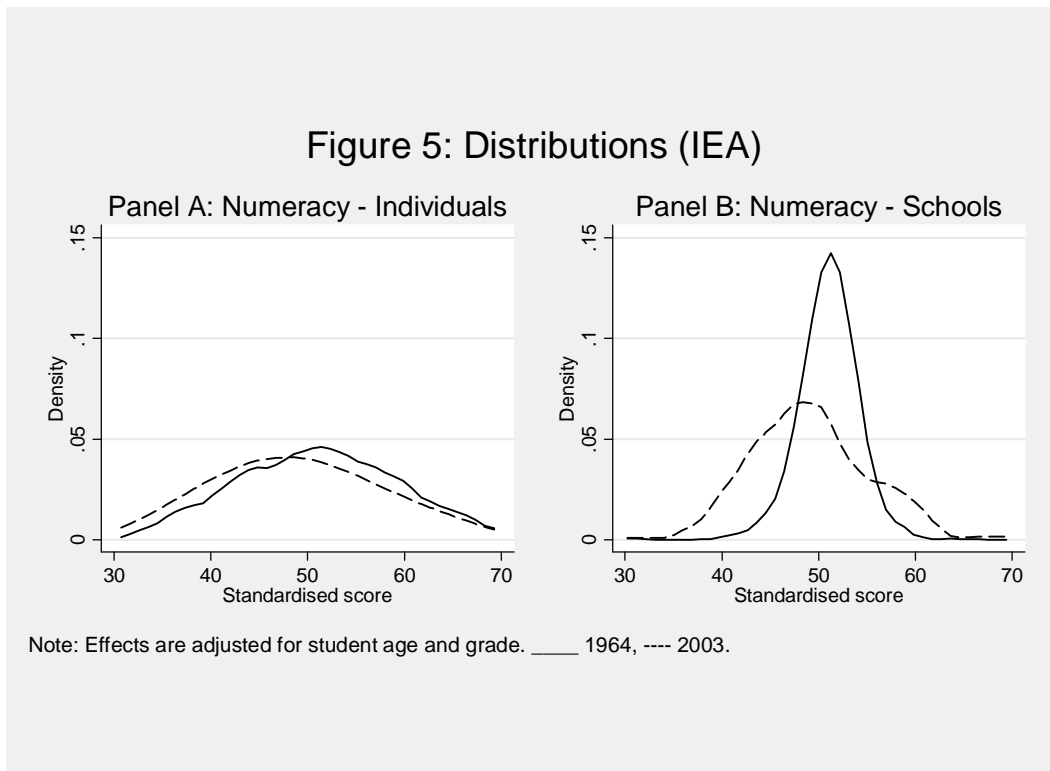 Figure 5: Distributions (IEA)
Panel A: Numeracy - Individuals
.15
.1
.05
0
Density
30 40 50 60 70
Standardised score
Panel B: Numeracy - Schools
.15
.1
.05
0
Density
30 40 50 60 70
Standardised score
Note: Effects are adjusted for student age and grade. ____ 1964, ---- 2003.